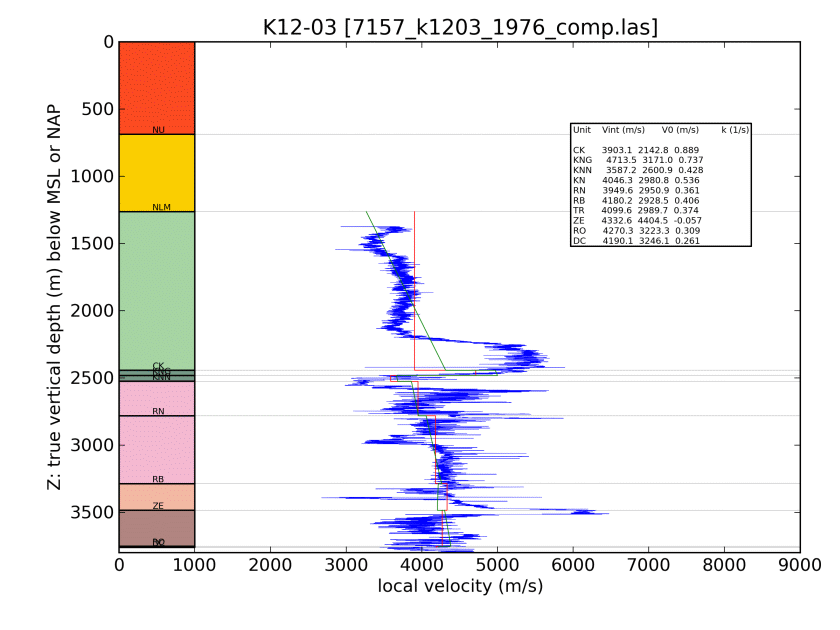 K12-03 [7157_k1203_1976_comp.las]
Z: true vertical depth (m) below MSL or NAP
0
500
1000
1500
2000
2500
3000
3500
NU
NLM
CK
KNG
KNN
RN
RB
ZE
Unit Vint (m/s) V0 (m/s) k (1/s)
CK 3903.1 2142.8 0.889
KNG 4713.5 3171.0 0.737
KNN 3587.2 2600.9 0.428
KN 4046.3 2980.8 0.536
RN 3949.6 2950.9 0.361
RB 4180.2 2928.5 0.406
TR 4099.6 2989.7 0.374
ZE 4332.6 4404.5 -0.057
RO 4270.3 3223.3 0.309
DC 4190.1 3246.1 0.261
0 1000 2000 3000 4000 5000 6000 7000 8000 9000
local velocity (m/s)